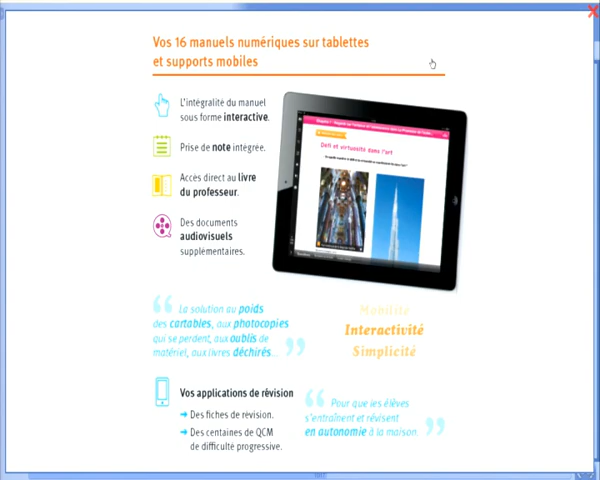 Vos 16 manuels numériques sur tablettes
et supports mobiles
L'intégralité du manuel
sous forme interactive.
Prise de note intégrée.
Accès direct au livre
du professeur.
Des documents
audiovisuels
supplémentaires.
Défi et virtuosité dans l'art
“ La solution au poids
des cartables, aux photocopies
qui se perdent, aux oublis de
matériel, aux livres déchirés... ”
Mobilité
Interactivité
Simplicité
Vos applications de révision
➜ Des fiches de révision.
➜ Des centaines de QCM
de difficulté progressive.
“ Pour que les élèves
s'entraînent et révisent
en autonomie à la maison. ”